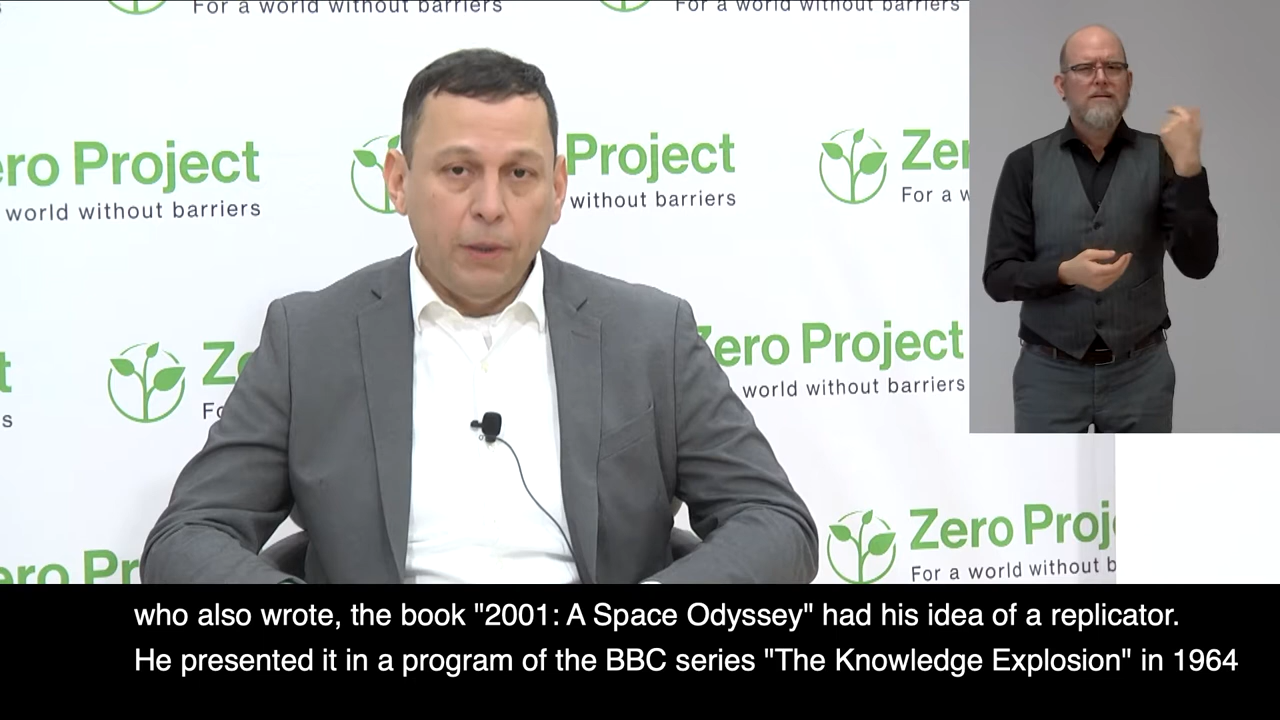 For a world without barriers
For a world without barriers
ero Project
world without barriers
Project
without barriers
Zer
For a w
t
s
Ze
Fo
Zero Project
world without barriers
Zero Proj
For a world without b
ero Pr
who also wrote, the book "2001: A Space Odyssey" had his idea of a replicator.
He presented it in a program of the BBC series "The Knowledge Explosion" in 1964